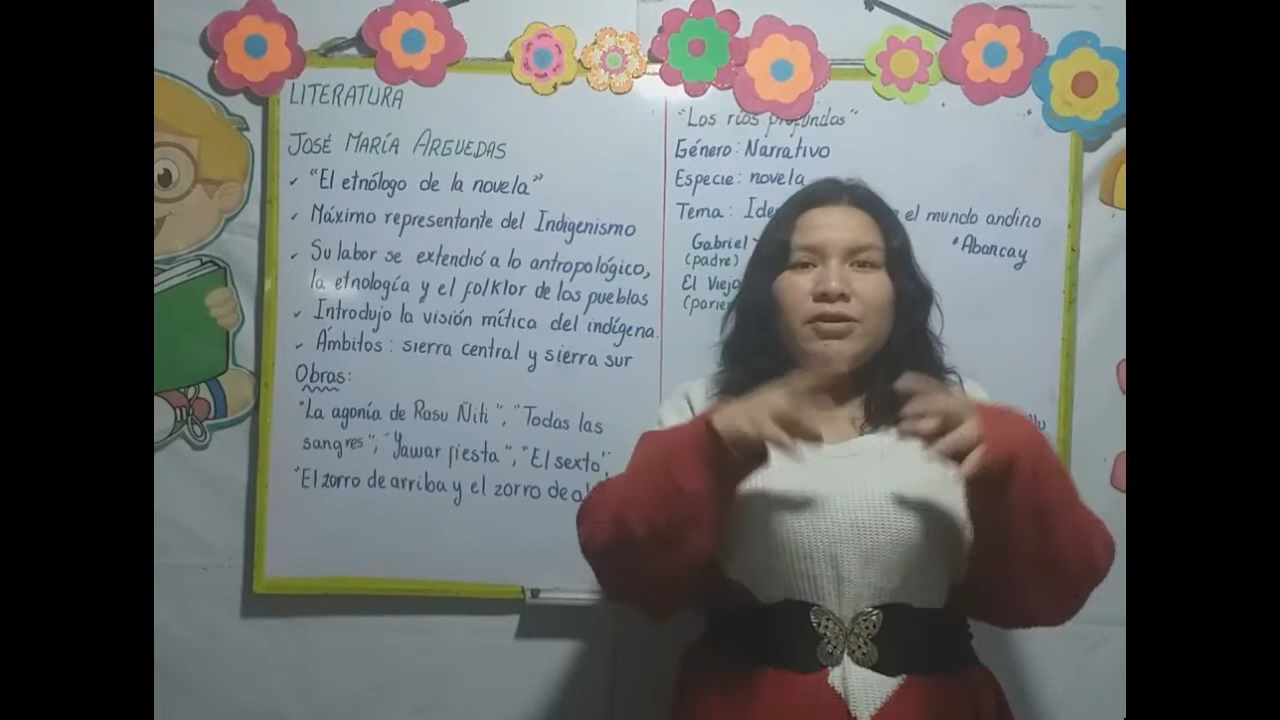 LITERATURA
JOSÉ MARÍA ARGUEDAS
✓ "El etnólogo de la novela"
✓ Máximo representante del Indigenismo
✓ Su labor se extendió a lo antropológico,
la etnología y el folklor de los pueblos
✓ Introdujo la visión mítica del indígena.
✓ Ámbitos: sierra central y sierra sur
Obras:
"La agonía de Rasu Ñiti", "Todas las
sangres", "Yawar fiesta", "El sexto",
"El zorro de arriba y el zorro de
"Los ríos profundos"
Género: Narrativo
Especie: novela
Tema: el mundo andino
Gabriel
*Abancay
(padre)
El Viejo